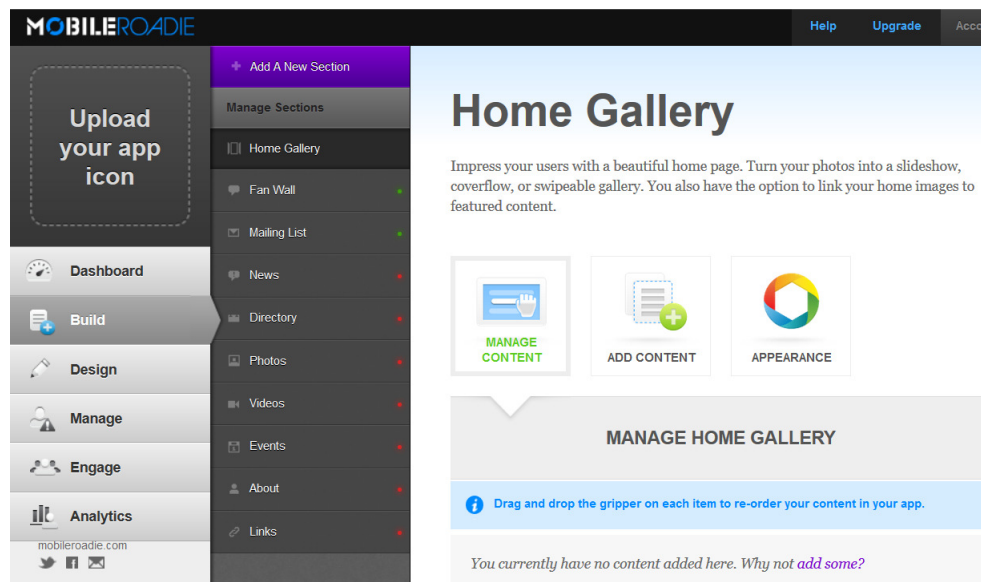 MOBILEROADIE
Help
Upgrade
Upload
your app
icon
Dashboard
Build
Design
Manage
Engage
Analytics
mobileroadie.com
Add A New Section
Manage Sections
Home Gallery
Fan Wall
Mailing List
News
Directory
Photos
Videos
Events
About
Links
Home Gallery
Impress your users with a beautiful home page. Turn your photos into a slideshow,
coverflow, or swipeable gallery. You also have the option to link your home images to
featured content.
MANAGE
CONTENT
ADD CONTENT
APPEARANCE
MANAGE HOME GALLERY
Drag and drop the gripper on each item to re-order your content in your app.
You currently have no content added here. Why not add some?